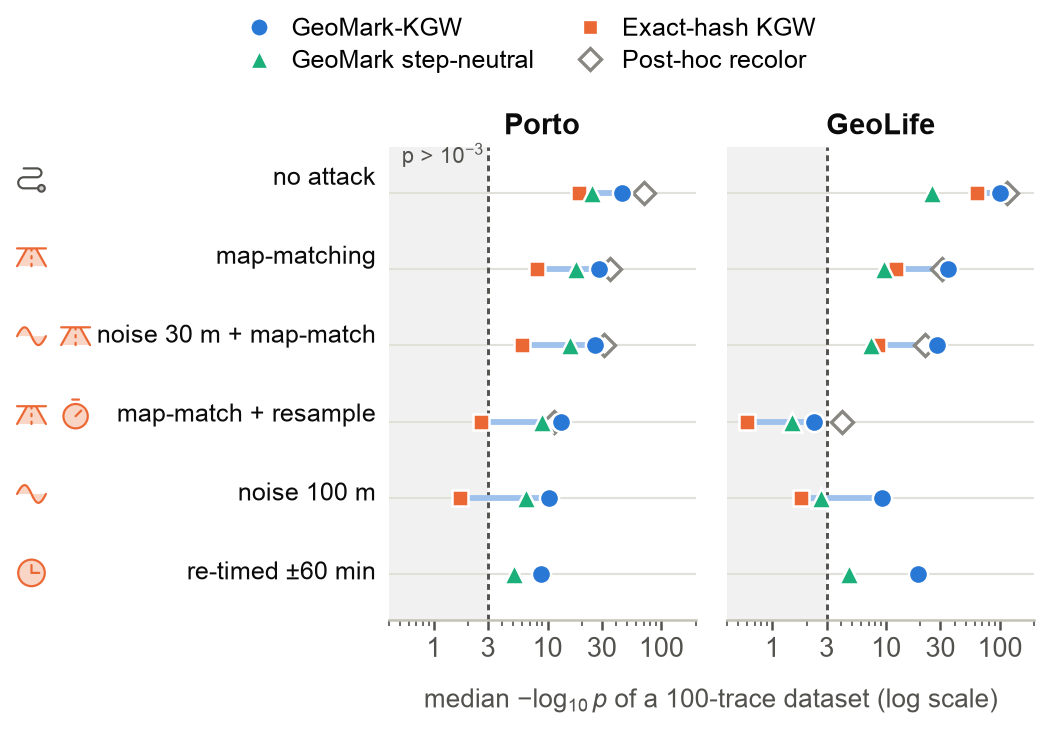 GeoMark-KGW
Exact-hash KGW
GeoMark step-neutral
Post-hoc recolor
Porto
GeoLife
p > 10⁻³
no attack
map-matching
noise 30 m + map-match
map-match + resample
noise 100 m
re-timed ±60 min
1 3 10 30 100
1 3 10 30 100
median −log₁₀ p of a 100-trace dataset (log scale)